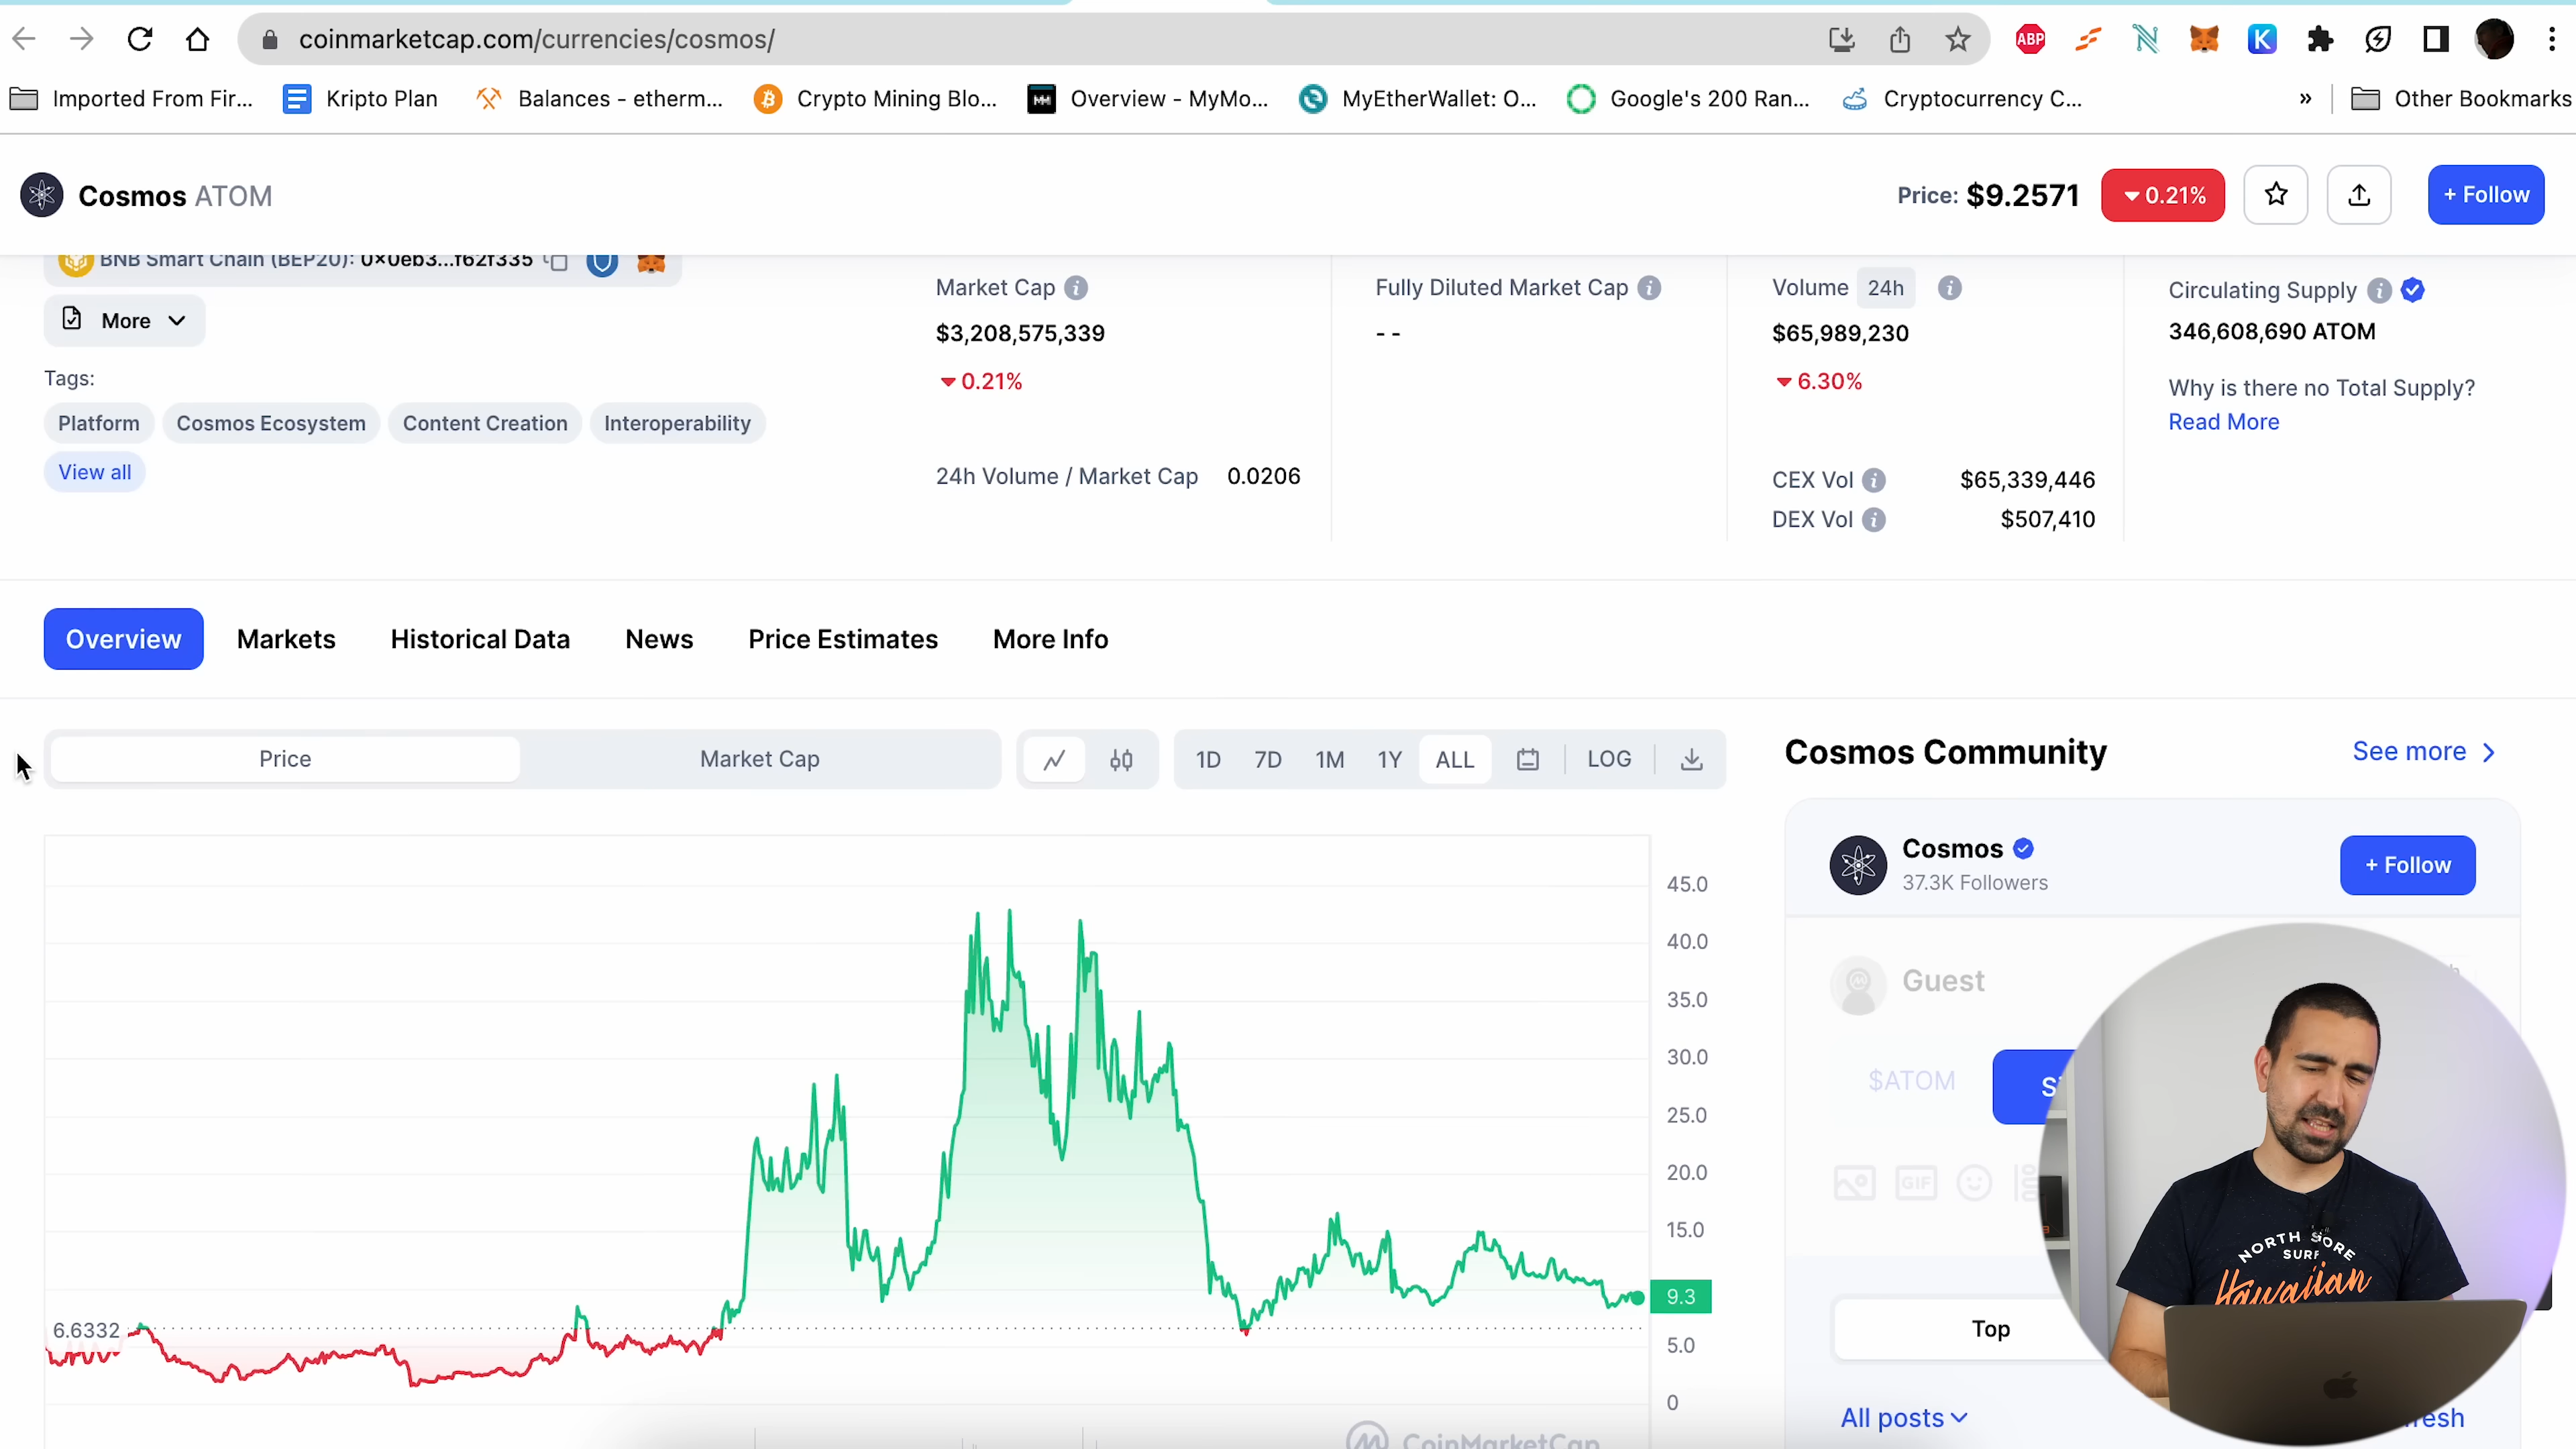 coinmarketcap.com/currencies/cosmos/
ABP
K
Imported From Fir...
Kripto Plan
Balances - etherm...
Crypto Mining Blo...
Overview - MyMo...
MyEtherWallet: O...
Google's 200 Ran...
Cryptocurrency C...
»
Other Bookmarks
Cosmos ATOM
Price: $9.2571
0.21%
+ Follow
BNB Smart Chain (BEP20): 0x0eb3...f62f335
More
Tags:
Platform
Cosmos Ecosystem
Content Creation
Interoperability
View all
Market Cap
$3,208,575,339
0.21%
24h Volume / Market Cap 0.0206
Fully Diluted Market Cap
- -
Volume 24h
$65,989,230
6.30%
CEX Vol $65,339,446
DEX Vol $507,410
Circulating Supply
346,608,690 ATOM
Why is there no Total Supply?
Read More
Overview
Markets
Historical Data
News
Price Estimates
More Info
Price
Market Cap
1D
7D
1M
1Y
ALL
LOG
45.0
40.0
35.0
30.0
25.0
20.0
15.0
9.3
5.0
0
6.6332
CoinMarketCap
Cosmos Community
See more
Cosmos
37.3K Followers
+ Follow
Guest
$ATOM
GIF
Top
All posts
NORTH
SURF
Hawaiian